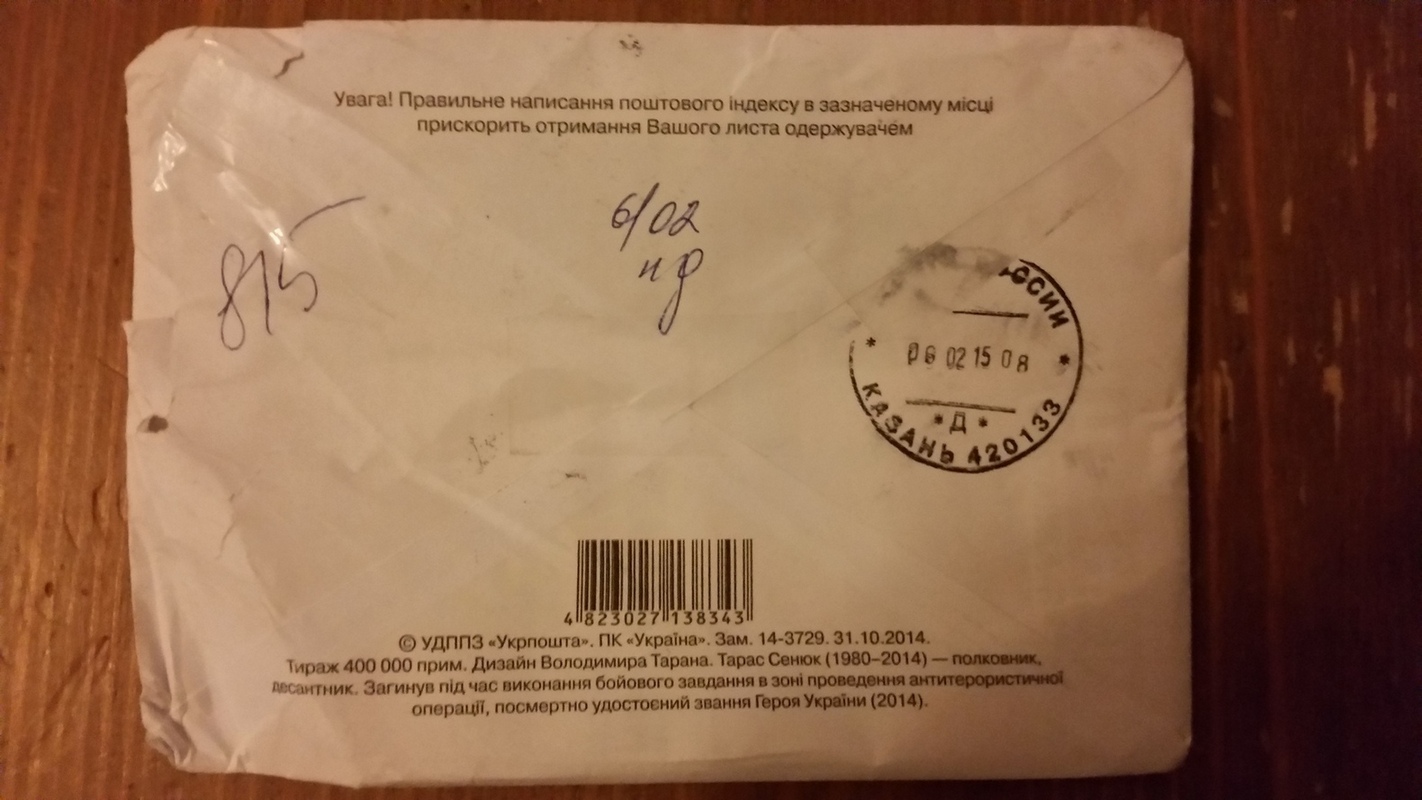 Увага! Правильне написання поштового індексу в зазначеному місці
прискорить отримання Вашого листа одержувачем
6/02
815
06 02 15 08
*Д*
КАЗАНЬ 420133
4 823027 138343
© УДППЗ «Укрпошта». ПК «Україна». Зам. 14-3729. 31.10.2014.
Тираж 400 000 прим. Дизайн Володимира Тарана. Тарас Сенюк (1980–2014) — полковник,
десантник. Загинув під час виконання бойового завдання в зоні проведення антитерористичної
операції, посмертно удостоєний звання Героя України (2014).